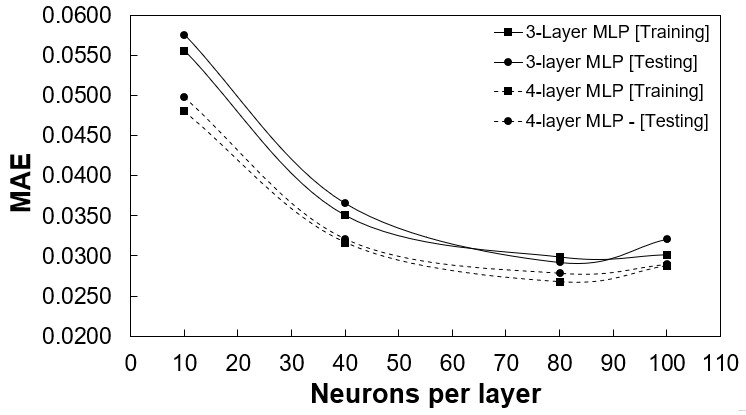 0.0600
0.0550
0.0500
0.0450
0.0400
0.0350
0.0300
0.0250
0.0200
MAE
3-Layer MLP [Training]
3-layer MLP [Testing]
4-layer MLP [Training]
4-layer MLP - [Testing]
0 10 20 30 40 50 60 70 80 90 100 110
Neurons per layer